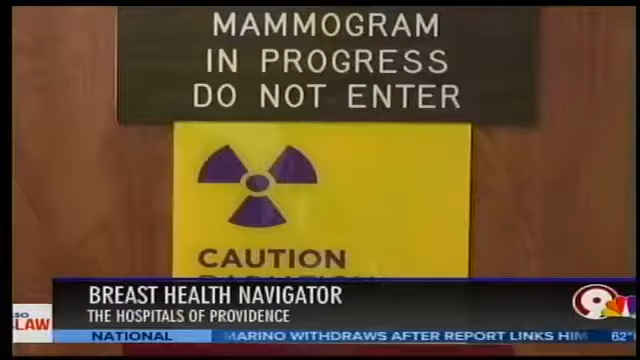 MAMMOGRAM
IN PROGRESS
DO NOT ENTER
CAUTION
BREAST HEALTH NAVIGATOR
THE HOSPITALS OF PROVIDENCE
LAW
NATIONAL MARINO WITHDRAWS AFTER REPORT LINKS HIM 62°